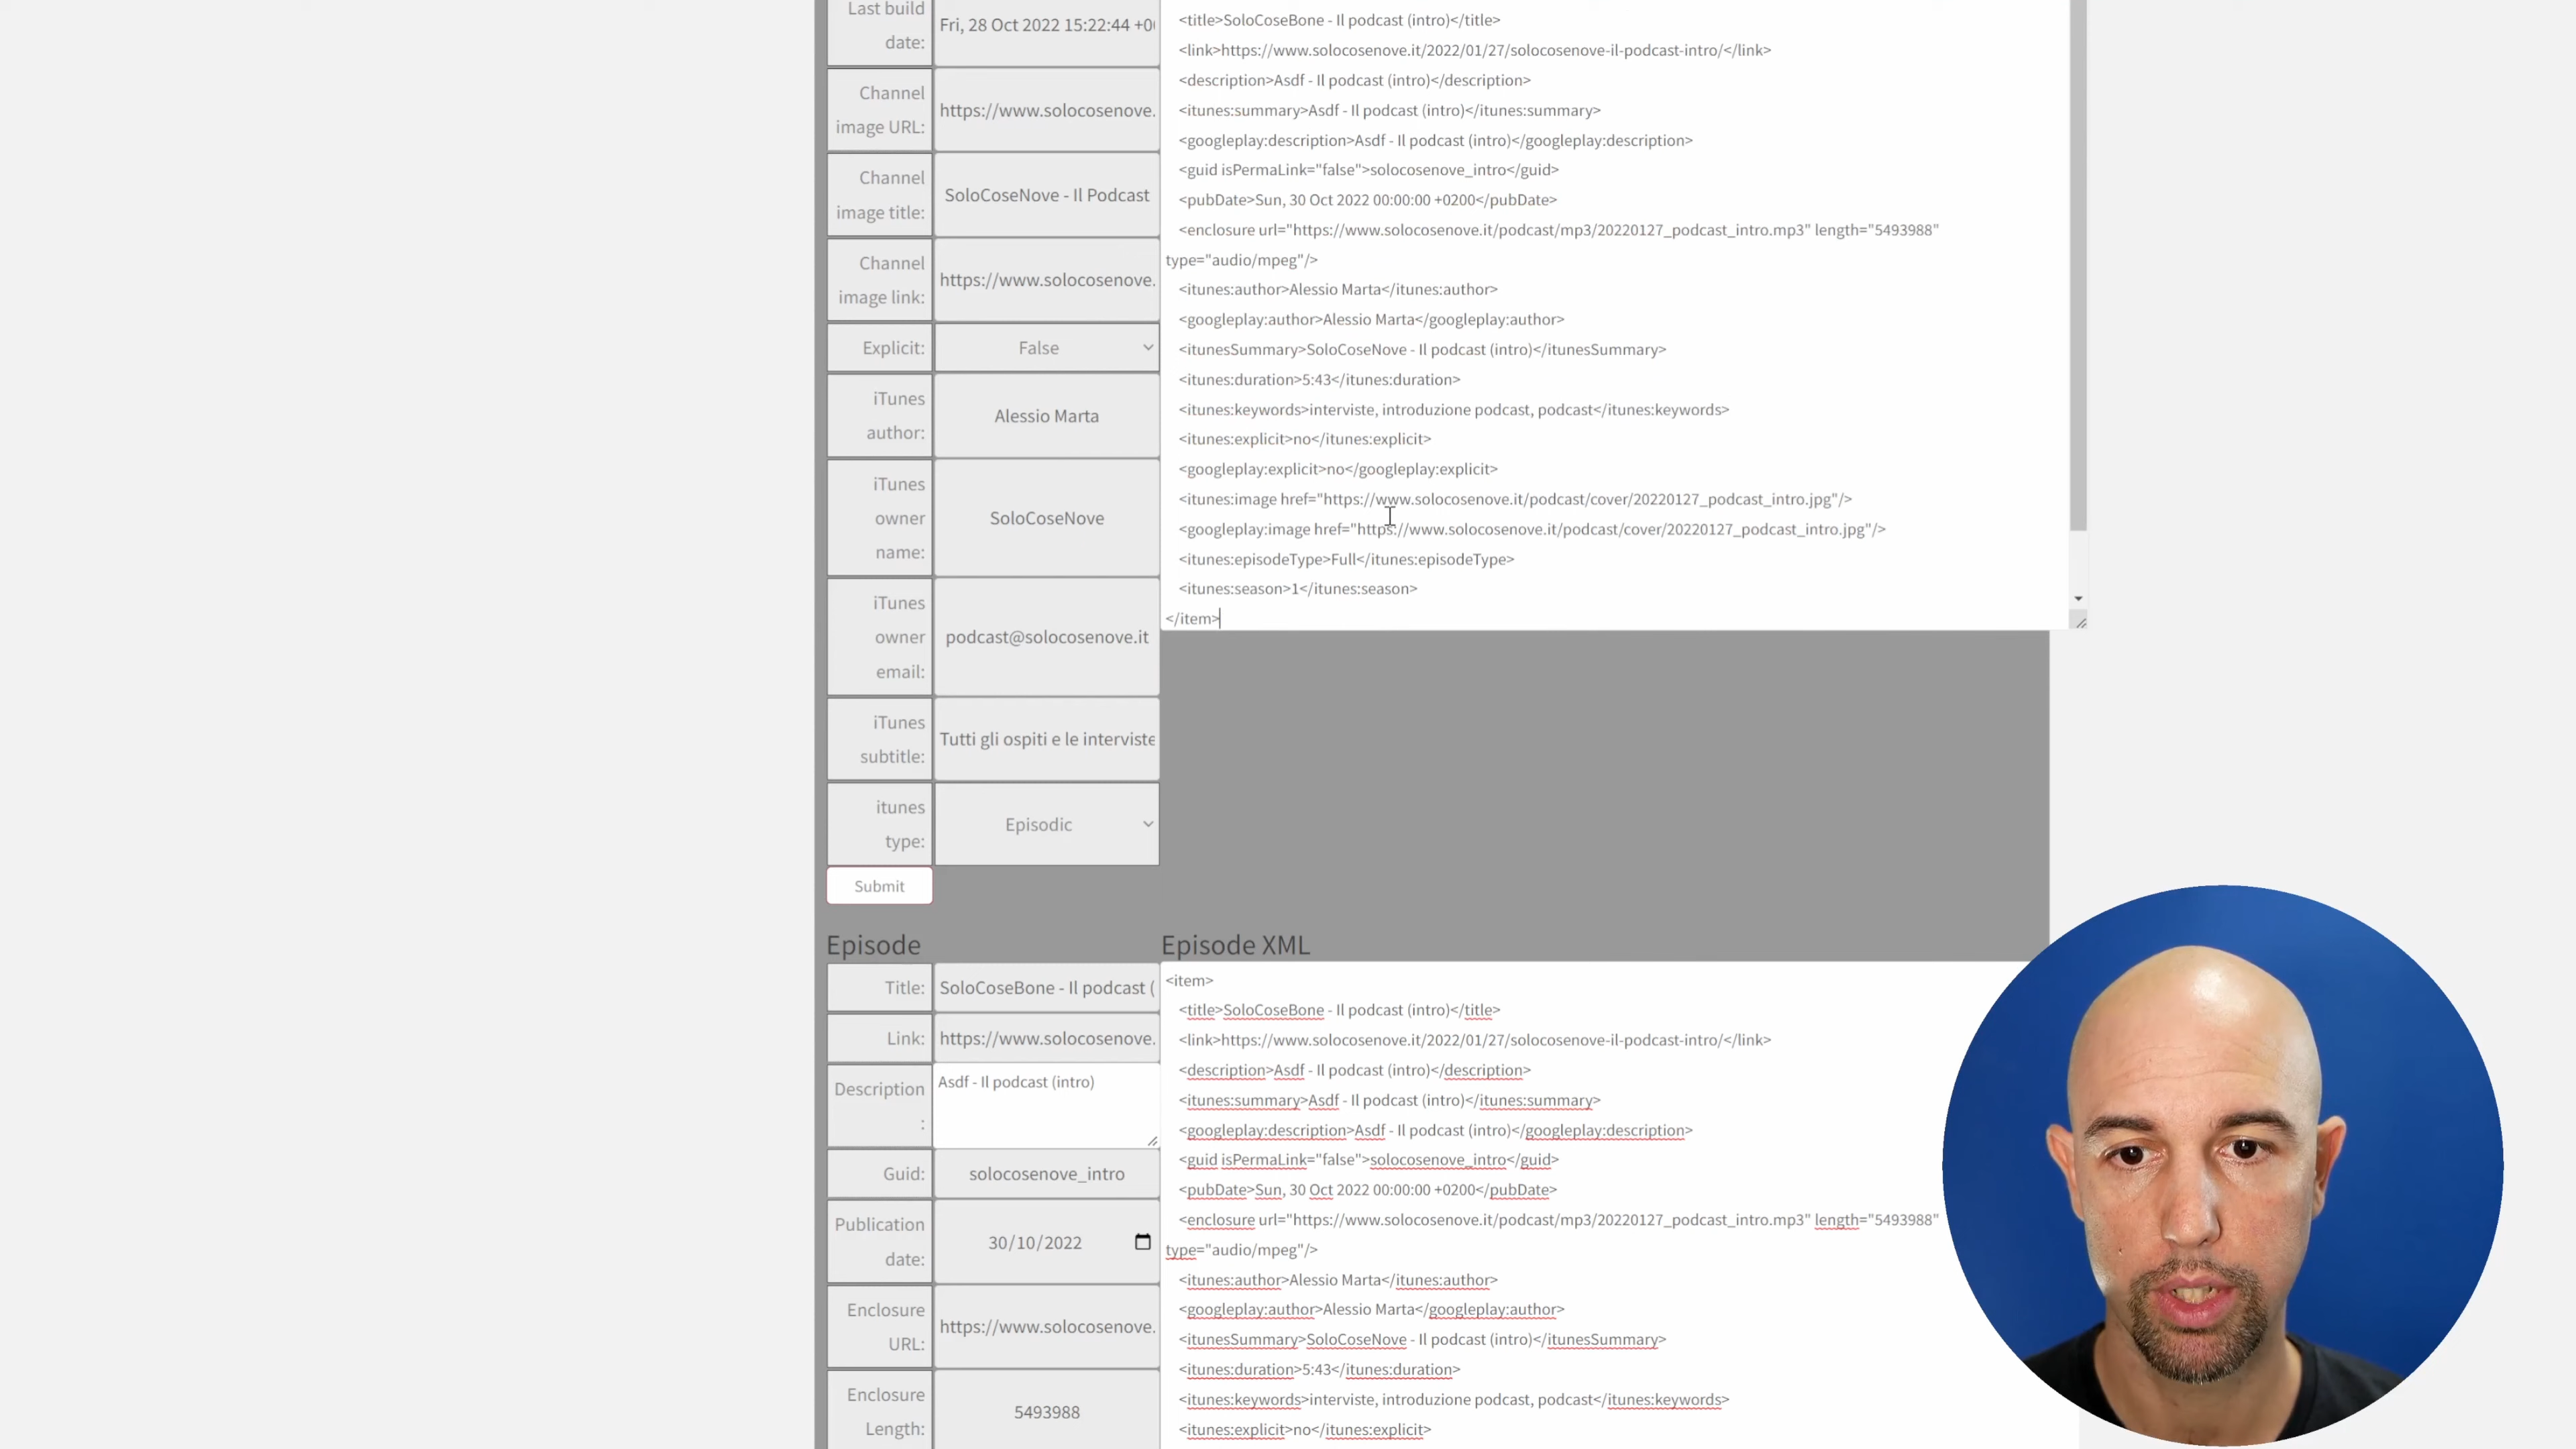 Last build
date:
Fri, 28 Oct 2022 15:22:44 +0
Channel
image URL:
https://www.solocosenove.
Channel
image title:
SoloCoseNove - Il Podcast
Channel
image link:
https://www.solocosenove.
Explicit:
False
iTunes
author:
Alessio Marta
iTunes
owner
name:
SoloCoseNove
iTunes
owner
email:
podcast@solocosenove.it
iTunes
subtitle:
Tutti gli ospiti e le interviste
itunes
type:
Episodic
Submit
<title>SoloCoseBone - Il podcast (intro)</title>
<link>https://www.solocosenove.it/2022/01/27/solocosenove-il-podcast-intro/</link>
<description>Asdf - Il podcast (intro)</description>
<itunes:summary>Asdf - Il podcast (intro)</itunes:summary>
<googleplay:description>Asdf - Il podcast (intro)</googleplay:description>
<guid isPermaLink="false">solocosenove_intro</guid>
<pubDate>Sun, 30 Oct 2022 00:00:00 +0200</pubDate>
<enclosure url="https://www.solocosenove.it/podcast/mp3/20220127_podcast_intro.mp3" length="5493988"
type="audio/mpeg"/>
<itunes:author>Alessio Marta</itunes:author>
<googleplay:author>Alessio Marta</googleplay:author>
<itunesSummary>SoloCoseNove - Il podcast (intro)</itunesSummary>
<itunes:duration>5:43</itunes:duration>
<itunes:keywords>interviste, introduzione podcast, podcast</itunes:keywords>
<itunes:explicit>no</itunes:explicit>
<googleplay:explicit>no</googleplay:explicit>
<itunes:image href="https://www.solocosenove.it/podcast/cover/20220127_podcast_intro.jpg"/>
<googleplay:image href="https://www.solocosenove.it/podcast/cover/20220127_podcast_intro.jpg"/>
<itunes:episodeType>Full</itunes:episodeType>
<itunes:season>1</itunes:season>
</item>
Episode
Title:
SoloCoseBone - Il podcast (
Link:
https://www.solocosenove.
Description
:
Asdf - Il podcast (intro)
Guid:
solocosenove_intro
Publication
date:
30/10/2022
Enclosure
URL:
https://www.solocosenove.
Enclosure
Length:
5493988
Episode XML
<item>
<title>SoloCoseBone - Il podcast (intro)</title>
<link>https://www.solocosenove.it/2022/01/27/solocosenove-il-podcast-intro/</link>
<description>Asdf - Il podcast (intro)</description>
<itunes:summary>Asdf - Il podcast (intro)</itunes:summary>
<googleplay:description>Asdf - Il podcast (intro)</googleplay:description>
<guid isPermaLink="false">solocosenove_intro</guid>
<pubDate>Sun, 30 Oct 2022 00:00:00 +0200</pubDate>
<enclosure url="https://www.solocosenove.it/podcast/mp3/20220127_podcast_intro.mp3" length="5493988"
type="audio/mpeg"/>
<itunes:author>Alessio Marta</itunes:author>
<googleplay:author>Alessio Marta</googleplay:author>
<itunesSummary>SoloCoseNove - Il podcast (intro)</itunesSummary>
<itunes:duration>5:43</itunes:duration>
<itunes:keywords>interviste, introduzione podcast, podcast</itunes:keywords>
<itunes:explicit>no</itunes:explicit>